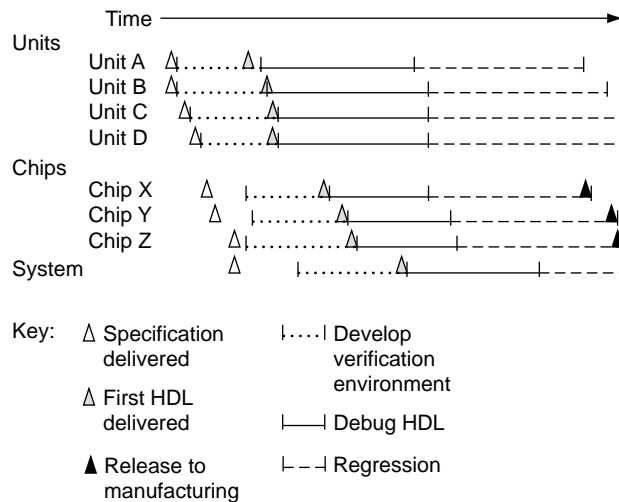 Time
Units
Unit A
Unit B
Unit C
Unit D
Chips
Chip X
Chip Y
Chip Z
System
Key:
Specification
delivered
First HDL
delivered
Release to
manufacturing
Develop
verification
environment
Debug HDL
Regression